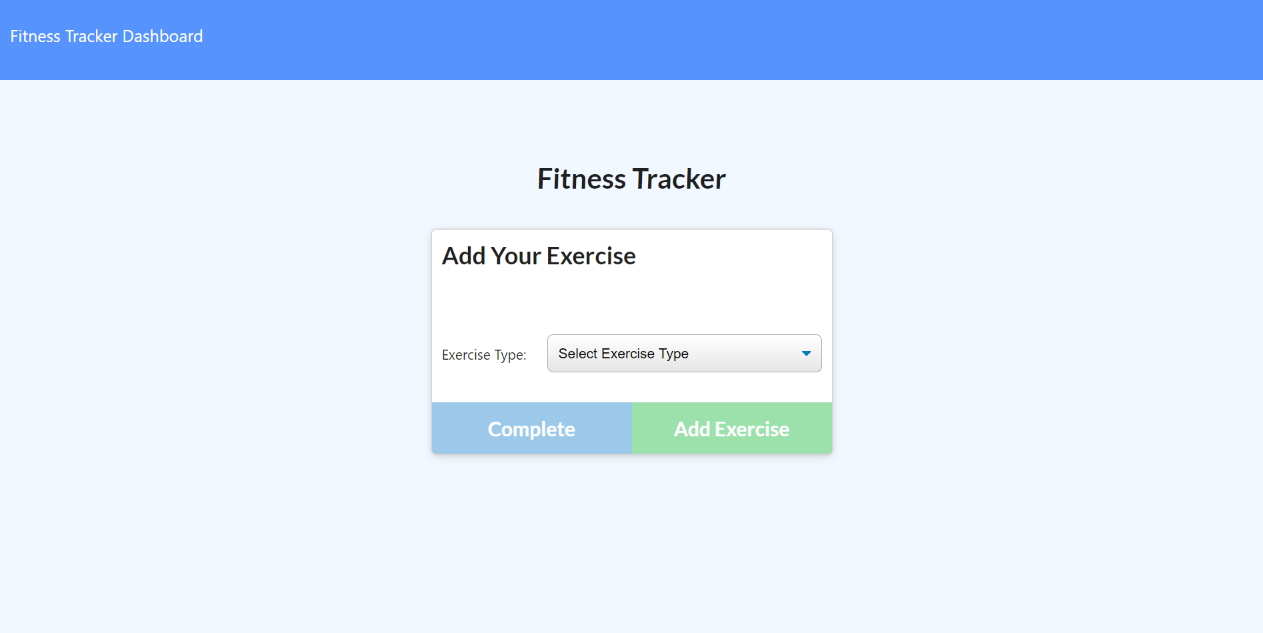 Fitness Tracker Dashboard
Fitness Tracker
Add Your Exercise
Exercise Type: Select Exercise Type
Complete Add Exercise